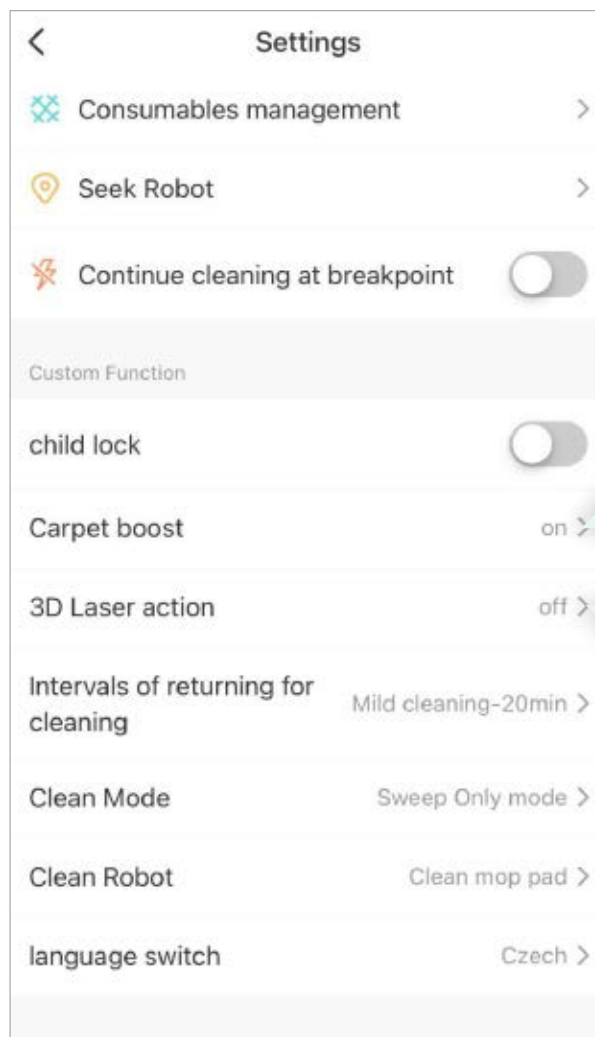 Settings
Consumables management
Seek Robot
Continue cleaning at breakpoint
Custom Function
child lock
Carpet boost on
3D Laser action off
Intervals of returning for
cleaning Mild cleaning-20min
Clean Mode Sweep Only mode
Clean Robot Clean mop pad
language switch Czech